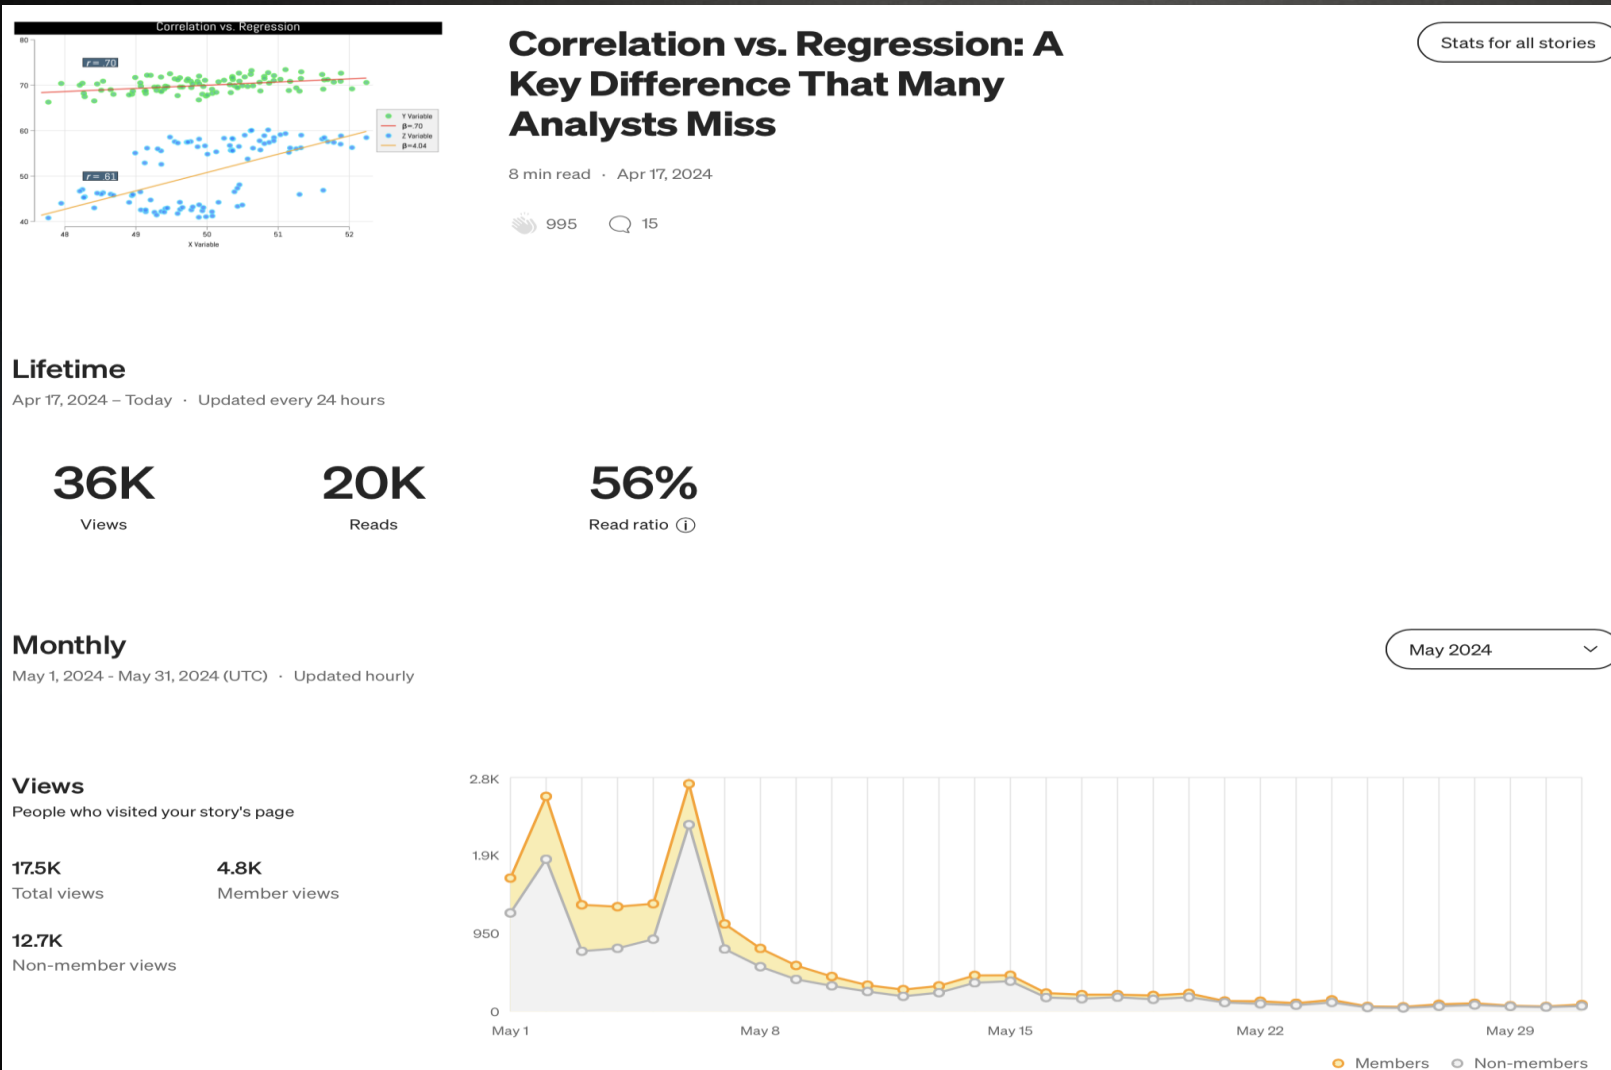 Correlation vs. Regression
80
70
60
50
40
r = .70
r = .61
48
49
50
51
52
X Variable
Y Variable
β=.70
Z Variable
β=4.04
Correlation vs. Regression: A
Key Difference That Many
Analysts Miss
8 min read · Apr 17, 2024
995 15
Stats for all stories
Lifetime
Apr 17, 2024 – Today · Updated every 24 hours
36K
Views
20K
Reads
56%
Read ratio
Monthly
May 1, 2024 - May 31, 2024 (UTC) · Updated hourly
May 2024
Views
People who visited your story's page
17.5K
Total views
4.8K
Member views
12.7K
Non-member views
2.8K
1.9K
950
0
May 1
May 8
May 15
May 22
May 29
Members
Non-members